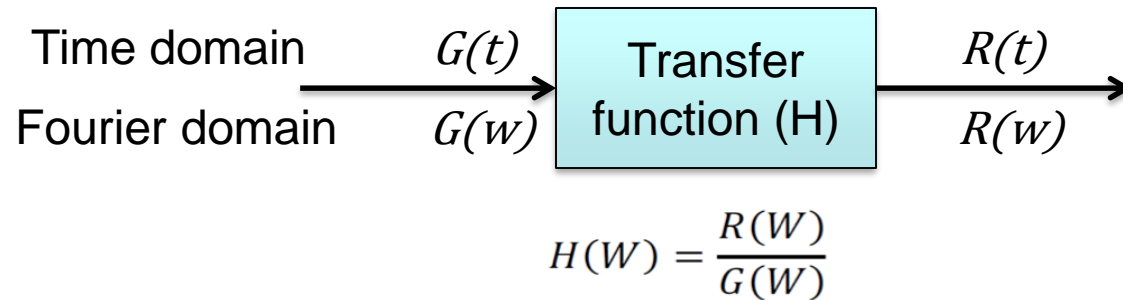 Time domain G(t) Transfer R(t)
Fourier domain G(w) function (H) R(w)
H(W) = R(W)/G(W)